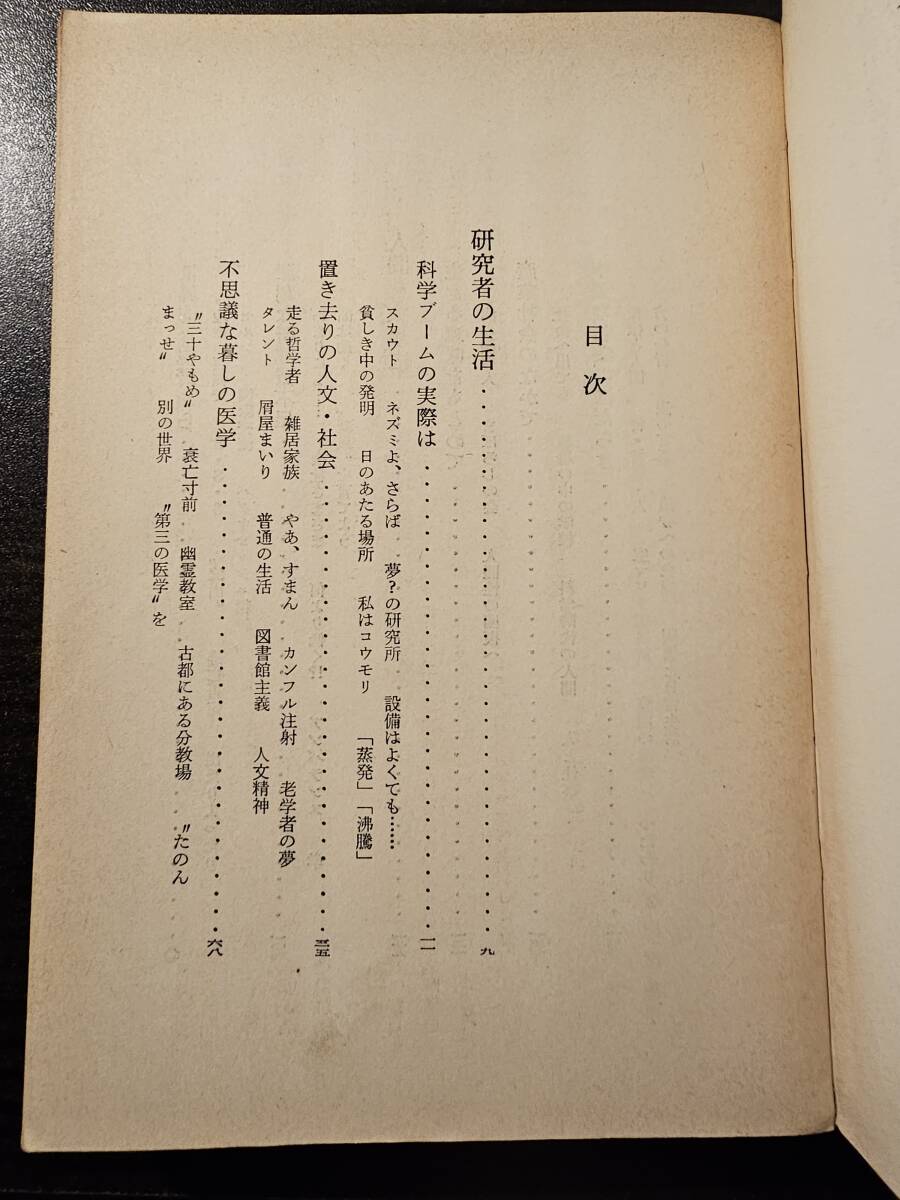 目次
研究者の生活・・・・・・・・・・・・・・・・・・・・・・・・九
科学ブームの実際は・・・・・・・・・・・・・・・・・・・・・一一
スカウト　ネズミよ、さらば　夢？の研究所　設備はよくても……
貧しき中の発明　日のあたる場所　私はコウモリ　「蒸発」「沸騰」
置き去りの人文・社会・・・・・・・・・・・・・・・・・・・・三五
走る哲学者　雑居家族　やあ、すまん　カンフル注射　老学者の夢
タレント　屑屋まいり　普通の生活　図書館主義　人文精神
不思議な暮しの医学・・・・・・・・・・・・・・・・・・・・・六八
〝三十やもめ〟　衰亡寸前　幽霊教室　古都にある分教場　〝たのん
まっせ〟　別の世界　〝第三の医学〟を